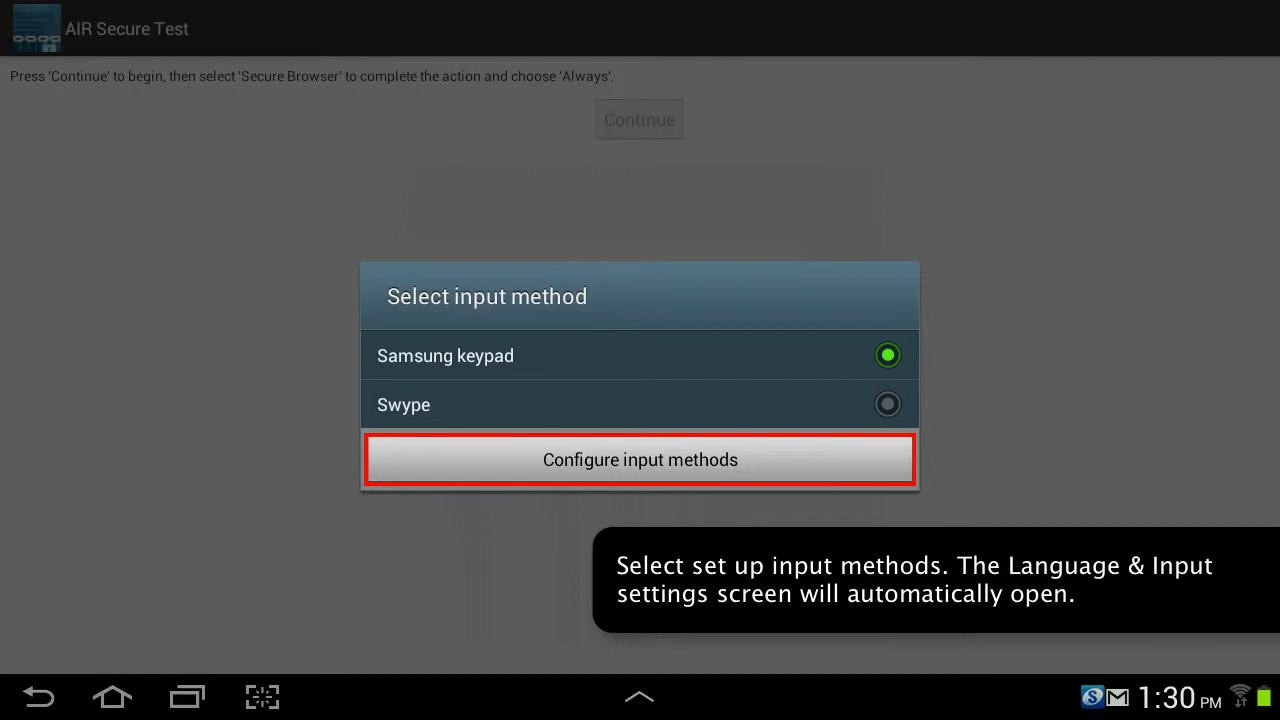 AIR Secure Test
Press 'Continue' to begin, then select 'Secure Browser' to complete the action and choose 'Always'.
Continue
Select input method
Samsung keypad
Swype
Configure input methods
Select set up input methods. The Language & Input
settings screen will automatically open.
1:30 PM